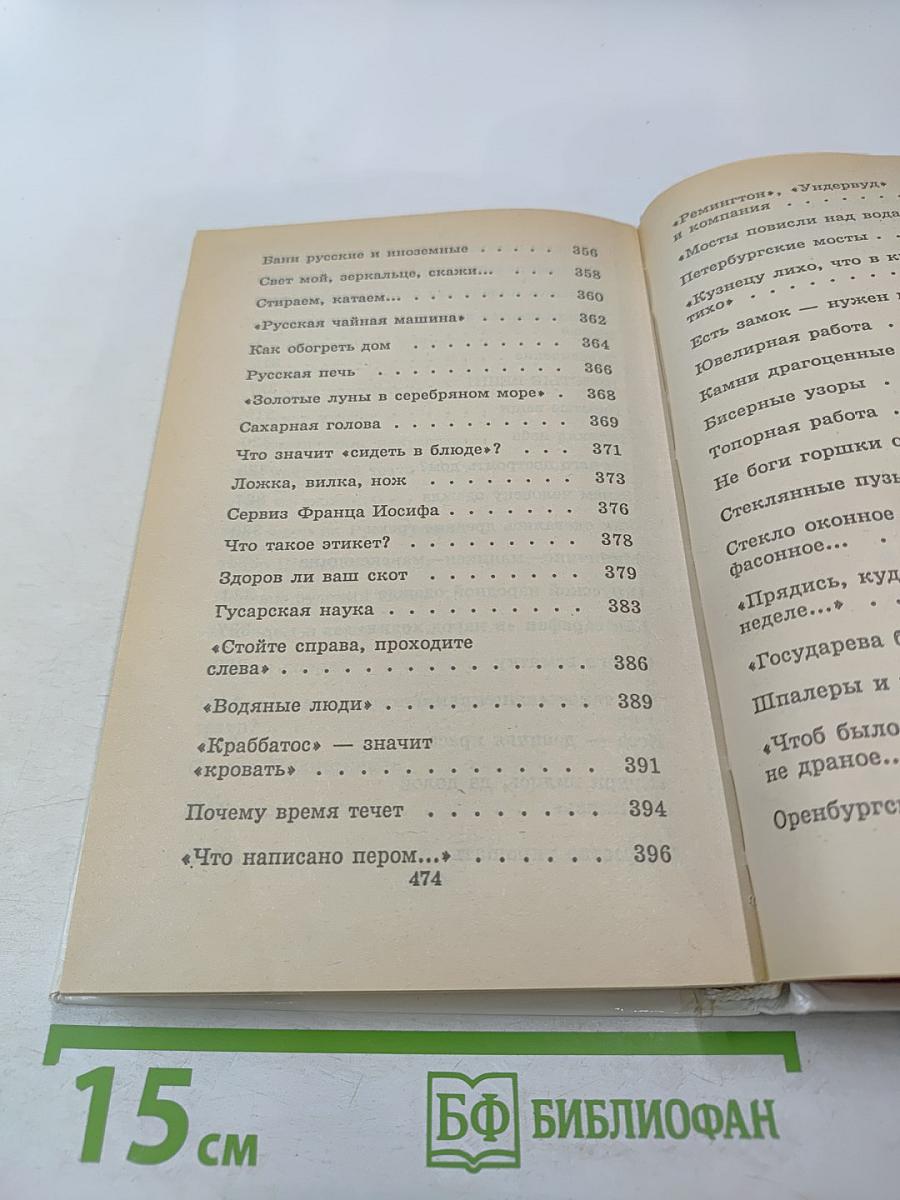 Бани русские и иноземные . . . . . 356
Свет мой, зеркальце, скажи... . . . 358
Стираем, катаем... . . . . . . . . . 360
«Русская чайная машина» . . . . . 362
Как обогреть дом . . . . . . . . . 364
Русская печь . . . . . . . . . . . 366
«Золотые луны в серебряном море» . 368
Сахарная голова . . . . . . . . . . 369
Что значит «сидеть в блюде»? . . . 371
Ложка, вилка, нож . . . . . . . . 373
Сервиз Франца Иосифа . . . . . . . 376
Что такое этикет? . . . . . . . . . 378
Здоров ли ваш скот . . . . . . . . 379
Гусарская наука . . . . . . . . . . 383
«Стойте справа, проходите
слева» . . . . . . . . . . . . . . . 386
«Водяные люди» . . . . . . . . . . . 389
«Краббатос» — значит
«кровать» . . . . . . . . . . . . . 391
Почему время течет . . . . . . . 394
«Что написано пером...» . . . . . . 396
474
«Ремингтон», «Ундервуд»
и компания . . . . . .
«Мосты повисли над
Петербургские мосты . .
«Кузнецу лихо, что в
тихо» . . . . . . . .
Есть замок — нужен
Ювелирная работа .
Камни драгоценные
Бисерные узоры .
Топорная работа .
Не боги горшки
Стеклянные
Стекло оконное
фасонное... .
«Прядись,
неделе...» . .
«Государева
Шпалеры и
«Чтоб было
не драное...
15 см
БФ БИБЛИОФАН